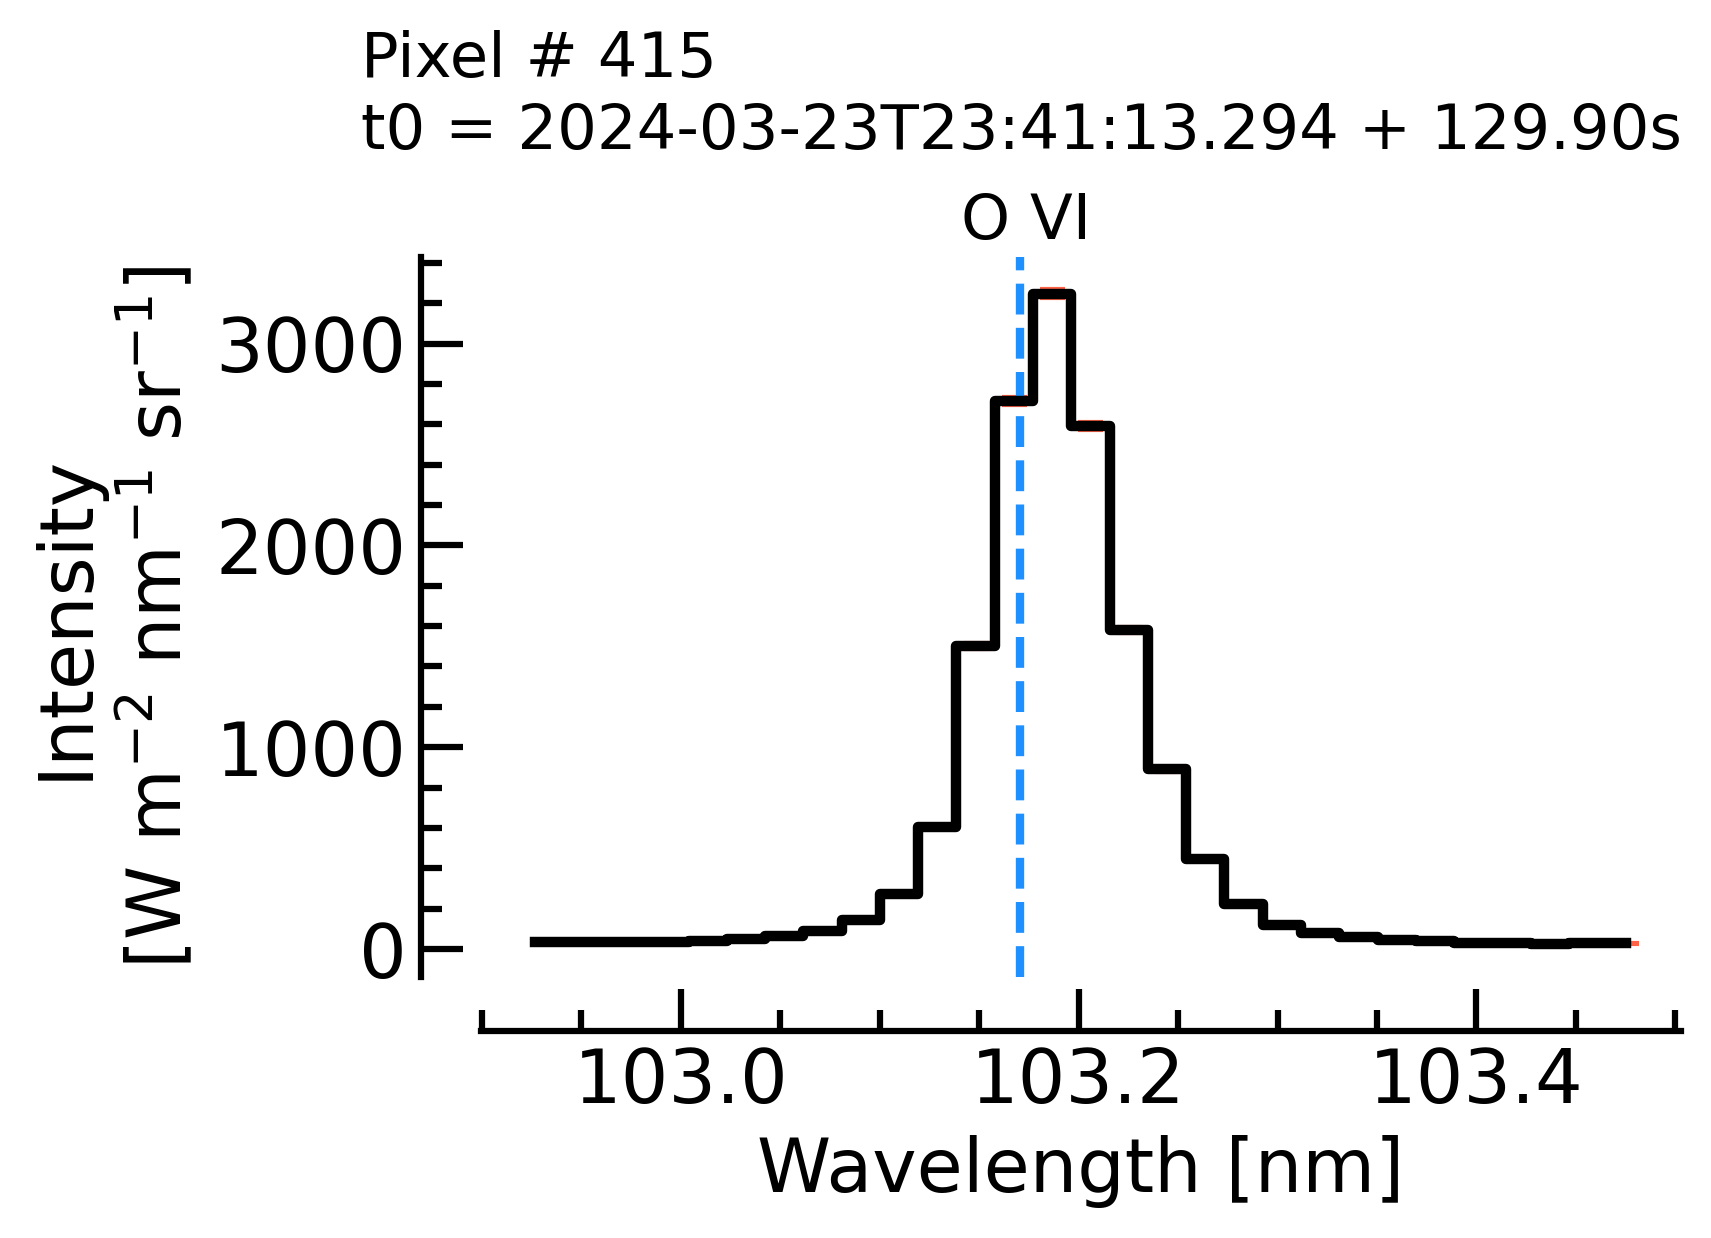 Pixel # 415
t0 = 2024-03-23T23:41:13.294 + 129.90s
O VI
Intensity
[W m⁻² nm⁻¹ sr⁻¹]
3000
2000
1000
0
103.0 103.2 103.4
Wavelength [nm]